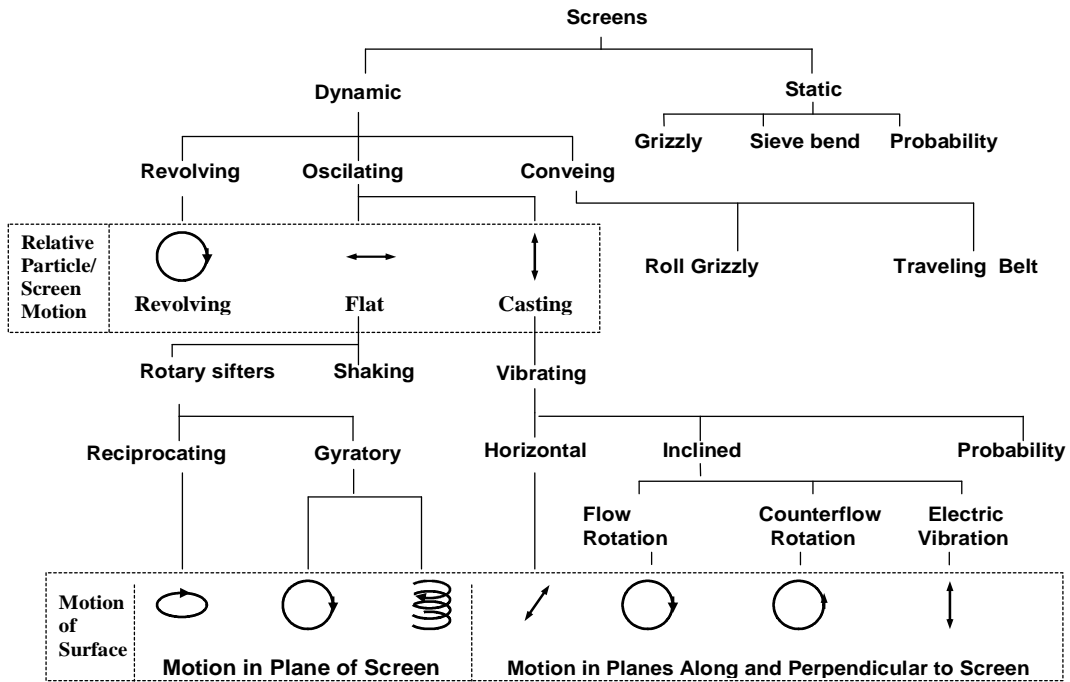 Screens
Dynamic
Static
Grizzly
Sieve bend
Probability
Revolving
Oscilating
Conveing
Relative
Particle/
Screen
Motion
Revolving
Flat
Casting
Roll Grizzly
Traveling Belt
Rotary sifters
Shaking
Vibrating
Reciprocating
Gyratory
Horizontal
Inclined
Probability
Flow
Rotation
Counterflow
Rotation
Electric
Vibration
Motion
of
Surface
Motion in Plane of Screen
Motion in Planes Along and Perpendicular to Screen